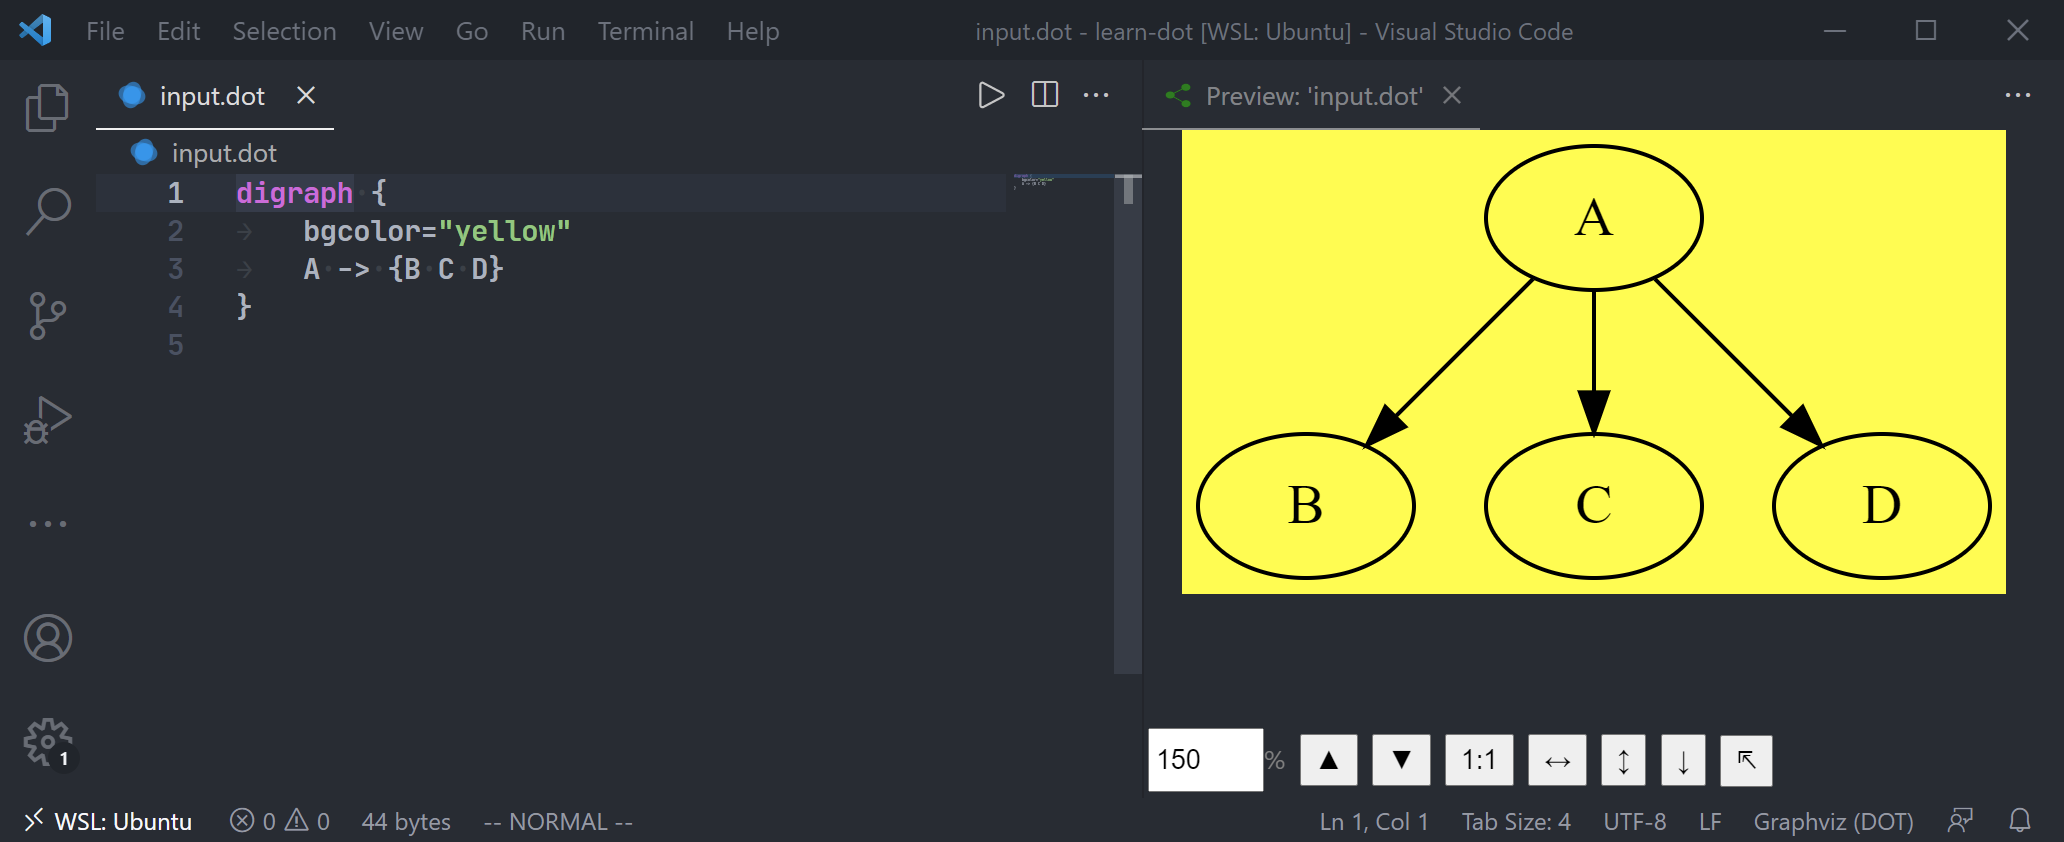 File Edit Selection View Go Run Terminal Help input.dot - learn-dot [WSL: Ubuntu] - Visual Studio Code
input.dot
Preview: 'input.dot'
input.dot
1 digraph {
2 bgcolor="yellow"
3 A -> {B C D}
4 }
5
A
B C D
150 % ▲ ▼ 1:1 ↔ ↕ ↓ ↖
1
WSL: Ubuntu 0 0 44 bytes -- NORMAL -- Ln 1, Col 1 Tab Size: 4 UTF-8 LF Graphviz (DOT)